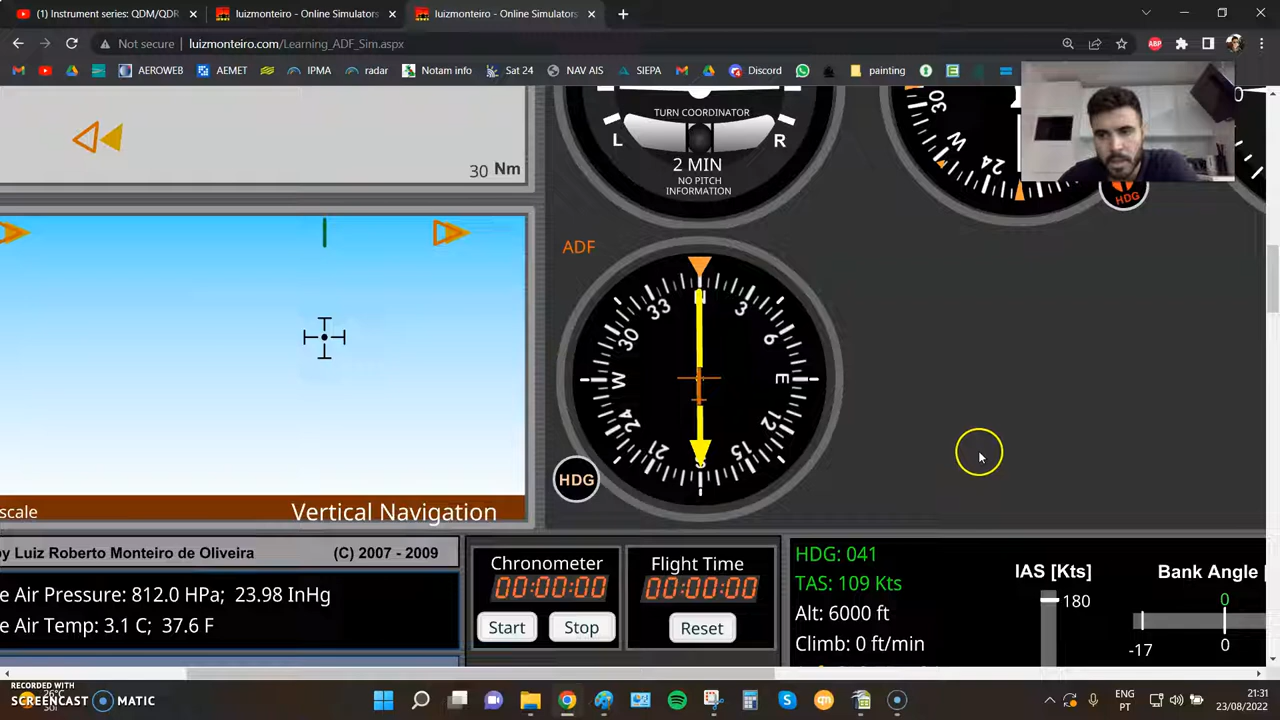 (1) Instrument series: QDM/QDR
luizmonteiro - Online Simulators
luizmonteiro - Online Simulators
Not secure
luizmonteiro.com/Learning_ADF_Sim.aspx
ABP
AEROWEB
AEMET
IPMA
radar
Notam info
Sat 24
NAV AIS
SIEPA
Discord
painting
TURN COORDINATOR
L
R
2 MIN
NO PITCH
INFORMATION
30
W
24
HDG
30 Nm
ADF
N
33
3
30
6
W
E
24
12
21
15
HDG
scale
Vertical Navigation
by Luiz Roberto Monteiro de Oliveira
(C) 2007 - 2009
e Air Pressure: 812.0 HPa; 23.98 InHg
e Air Temp: 3.1 C; 37.6 F
Chronometer
00:00:00
Start
Stop
Flight Time
00:00:00
Reset
HDG: 041
TAS: 109 Kts
Alt: 6000 ft
Climb: 0 ft/min
IAS [Kts]
180
Bank Angle [
0
-17
0
RECORDED WITH
SCREENCAST MATIC
26°C
ENG
PT
21:31
23/08/2022